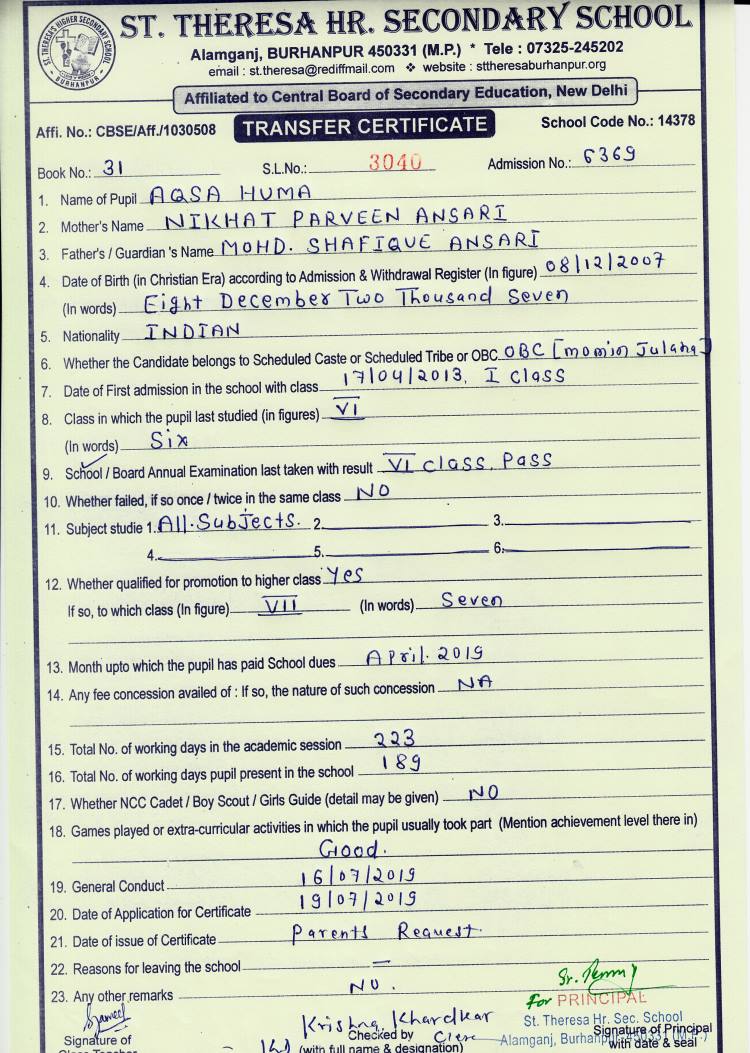 ST. THERESA HR. SECONDARY SCHOOL
Alamganj, BURHANPUR 450331 (M.P.) * Tele : 07325-245202
email : st.theresa@rediffmail.com ❖ website : sttheresaburhanpur.org
ST. THERESA'S HIGHER SECONDARY SCHOOL BURHANPUR
Affiliated to Central Board of Secondary Education, New Delhi
Affi. No.: CBSE/Aff./1030508 TRANSFER CERTIFICATE School Code No.: 14378
Book No.: 31 S.L.No.: 3040 Admission No.: 6369
1. Name of Pupil AQSA HUMA
2. Mother's Name NIKHAT PARVEEN ANSARI
3. Father's / Guardian 's Name MOHD. SHAFIQUE ANSARI
4. Date of Birth (in Christian Era) according to Admission & Withdrawal Register (In figure) 08/12/2007
(In words) Eight December Two Thousand Seven
5. Nationality INDIAN
6. Whether the Candidate belongs to Scheduled Caste or Scheduled Tribe or OBC OBC [momin Julaha]
7. Date of First admission in the school with class 17/04/2013, I Class
8. Class in which the pupil last studied (in figures) VI
(In words) Six
9. School / Board Annual Examination last taken with result VI Class, Pass
10. Whether failed, if so once / twice in the same class NO
11. Subject studie 1. All Subjects. 2. 3.
4. 5. 6.
12. Whether qualified for promotion to higher class Yes
If so, to which class (In figure) VII (In words) Seven
13. Month upto which the pupil has paid School dues April. 2019
14. Any fee concession availed of : If so, the nature of such concession NA
15. Total No. of working days in the academic session 223
16. Total No. of working days pupil present in the school 189
17. Whether NCC Cadet / Boy Scout / Girls Guide (detail may be given) NO
18. Games played or extra-curricular activities in which the pupil usually took part (Mention achievement level there in)
Good.
19. General Conduct 16/07/2019
20. Date of Application for Certificate 19/07/2019
21. Date of issue of Certificate Parents Request.
22. Reasons for leaving the school –
23. Any other remarks NO.
For PRINCIPAL
Krishna Khardkar
St. Theresa Hr. Sec. School
Signature of Checked by Alamganj, Burhanpur 450331 (M.P.) Signature of Principal
Class Teacher (with full name & designation) with date & seal